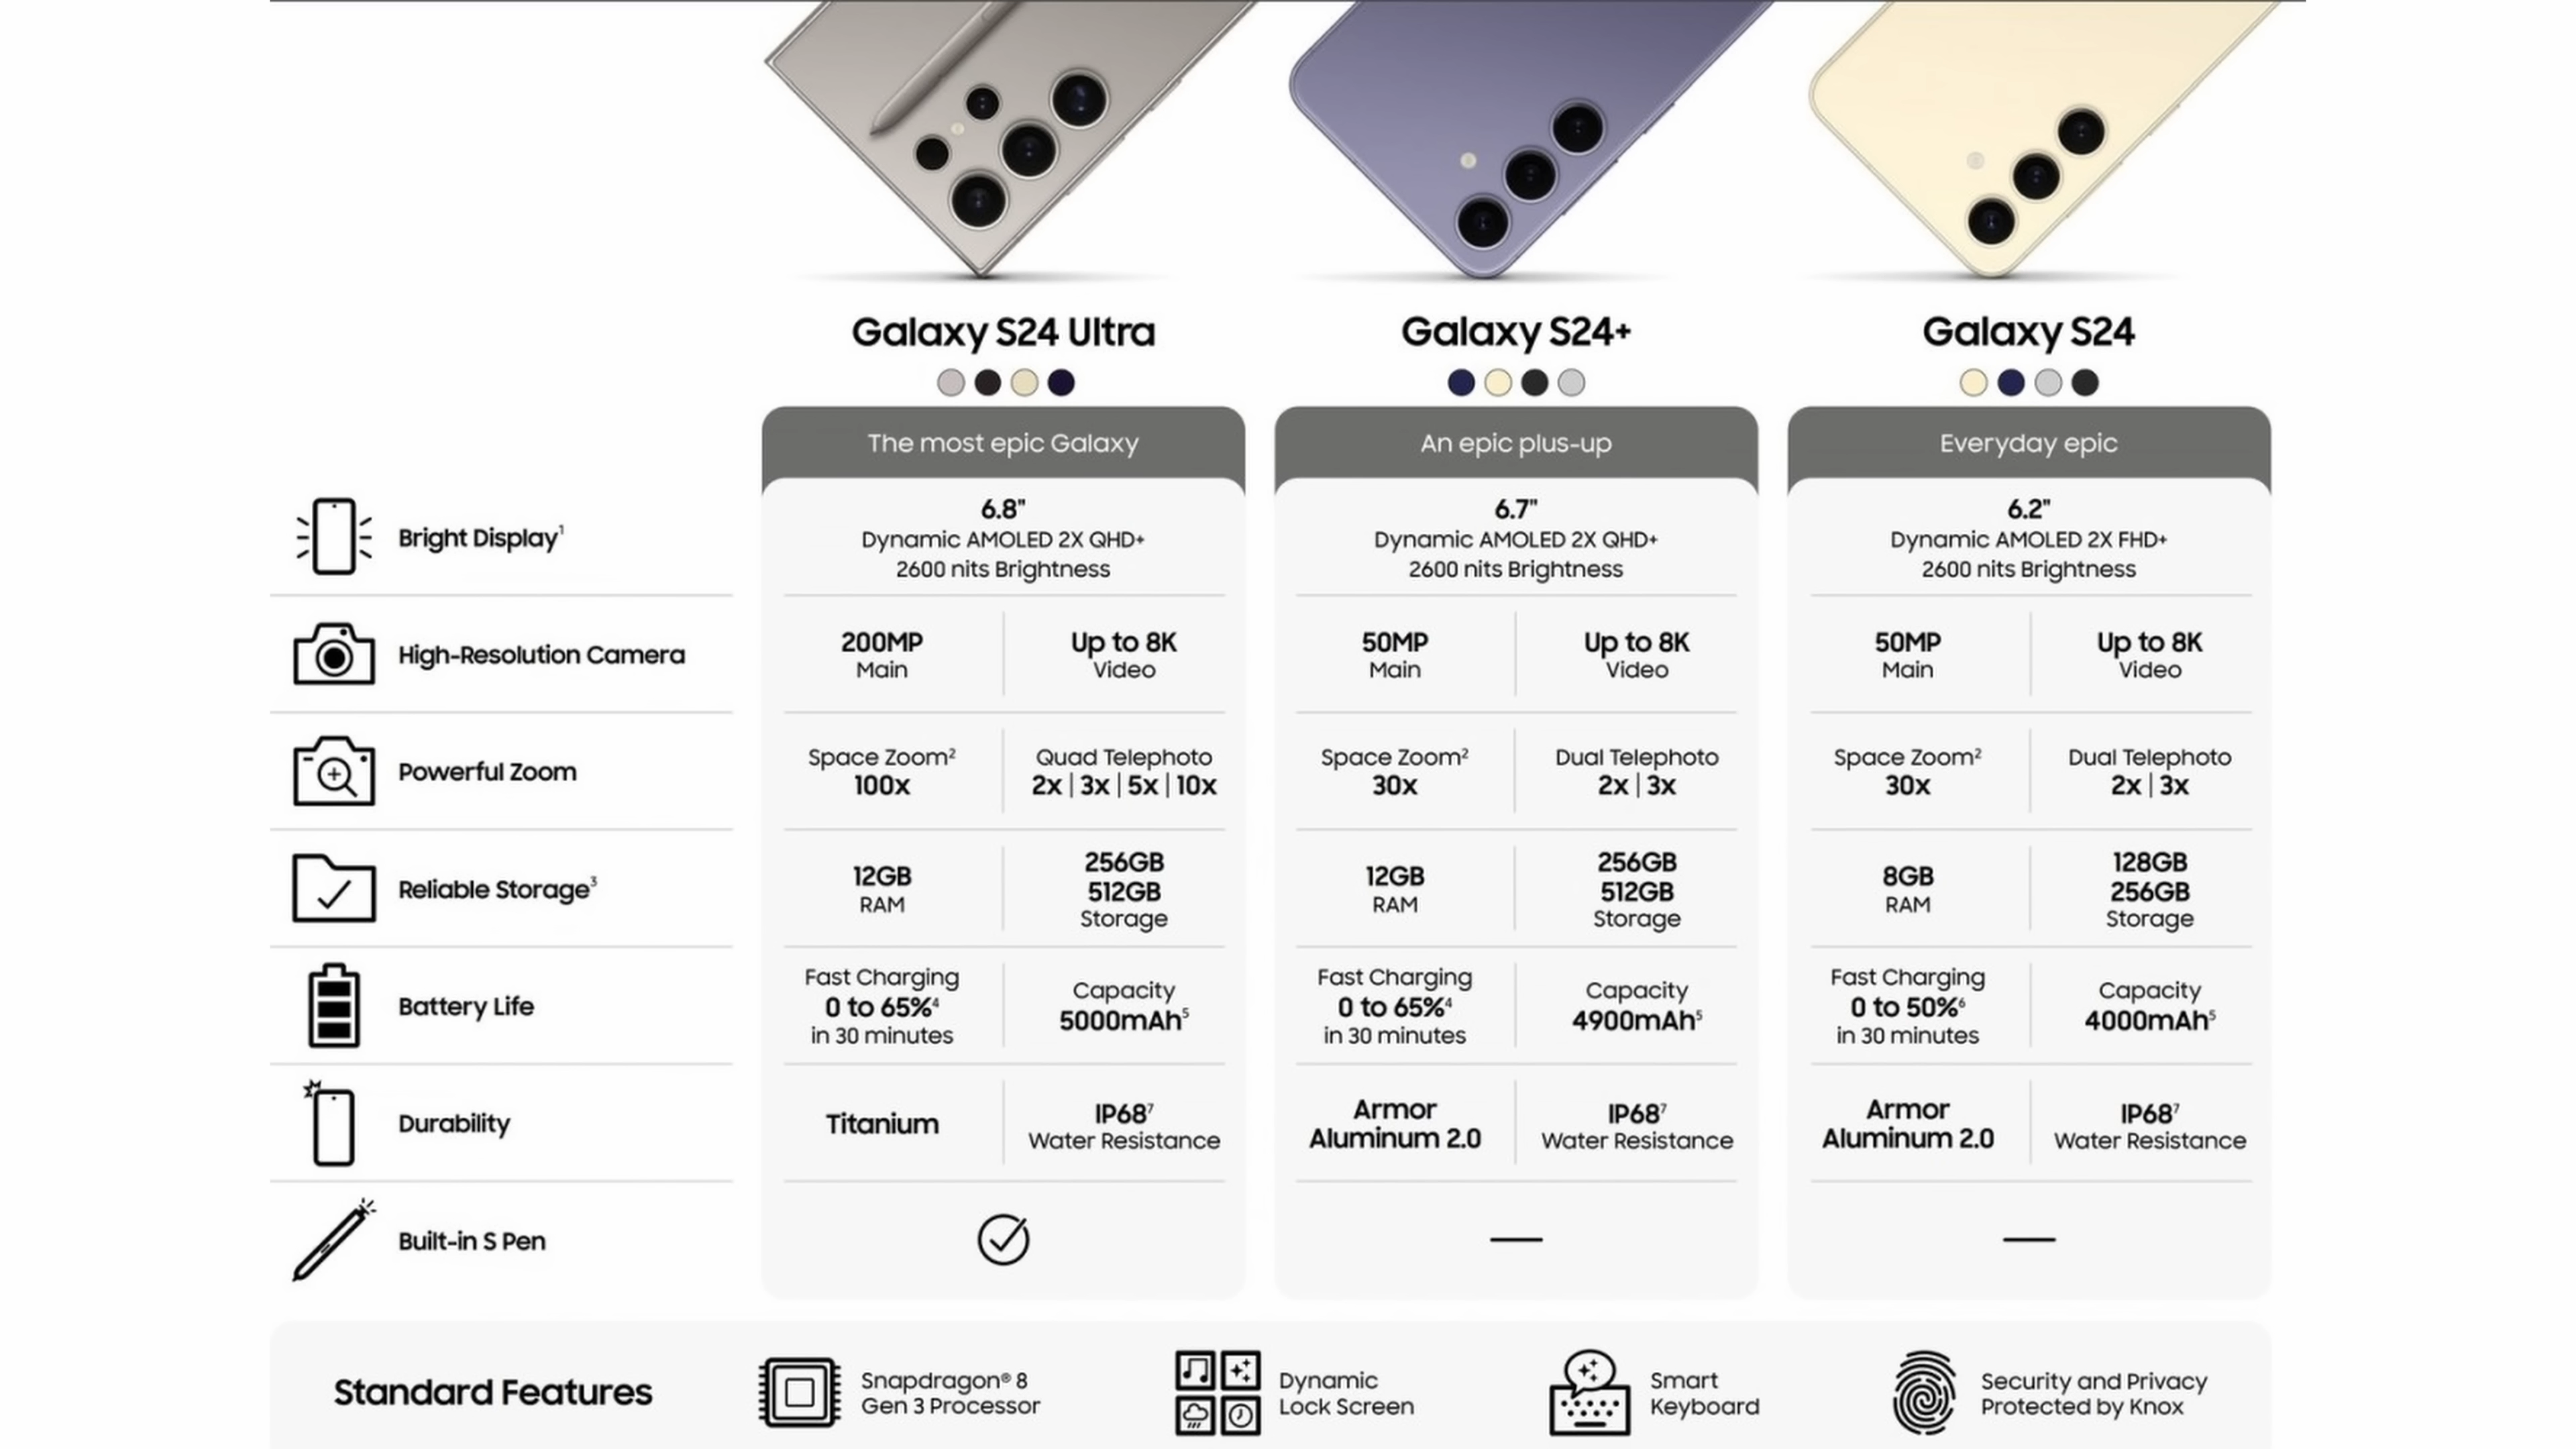 Galaxy S24 Ultra
Galaxy S24+
Galaxy S24
The most epic Galaxy
An epic plus-up
Everyday epic
Bright Display¹
6.8"
Dynamic AMOLED 2X QHD+
2600 nits Brightness
6.7"
Dynamic AMOLED 2X QHD+
2600 nits Brightness
6.2"
Dynamic AMOLED 2X FHD+
2600 nits Brightness
High-Resolution Camera
200MP
Main
Up to 8K
Video
50MP
Main
Up to 8K
Video
50MP
Main
Up to 8K
Video
Powerful Zoom
Space Zoom²
100x
Quad Telephoto
2x | 3x | 5x | 10x
Space Zoom²
30x
Dual Telephoto
2x | 3x
Space Zoom²
30x
Dual Telephoto
2x | 3x
Reliable Storage³
12GB
RAM
256GB
512GB
Storage
12GB
RAM
256GB
512GB
Storage
8GB
RAM
128GB
256GB
Storage
Battery Life
Fast Charging
0 to 65%⁴
in 30 minutes
Capacity
5000mAh⁵
Fast Charging
0 to 65%⁴
in 30 minutes
Capacity
4900mAh⁵
Fast Charging
0 to 50%⁶
in 30 minutes
Capacity
4000mAh⁵
Durability
Titanium
IP68⁷
Water Resistance
Armor
Aluminum 2.0
IP68⁷
Water Resistance
Armor
Aluminum 2.0
IP68⁷
Water Resistance
Built-in S Pen
Standard Features
Snapdragon® 8
Gen 3 Processor
Dynamic
Lock Screen
Smart
Keyboard
Security and Privacy
Protected by Knox